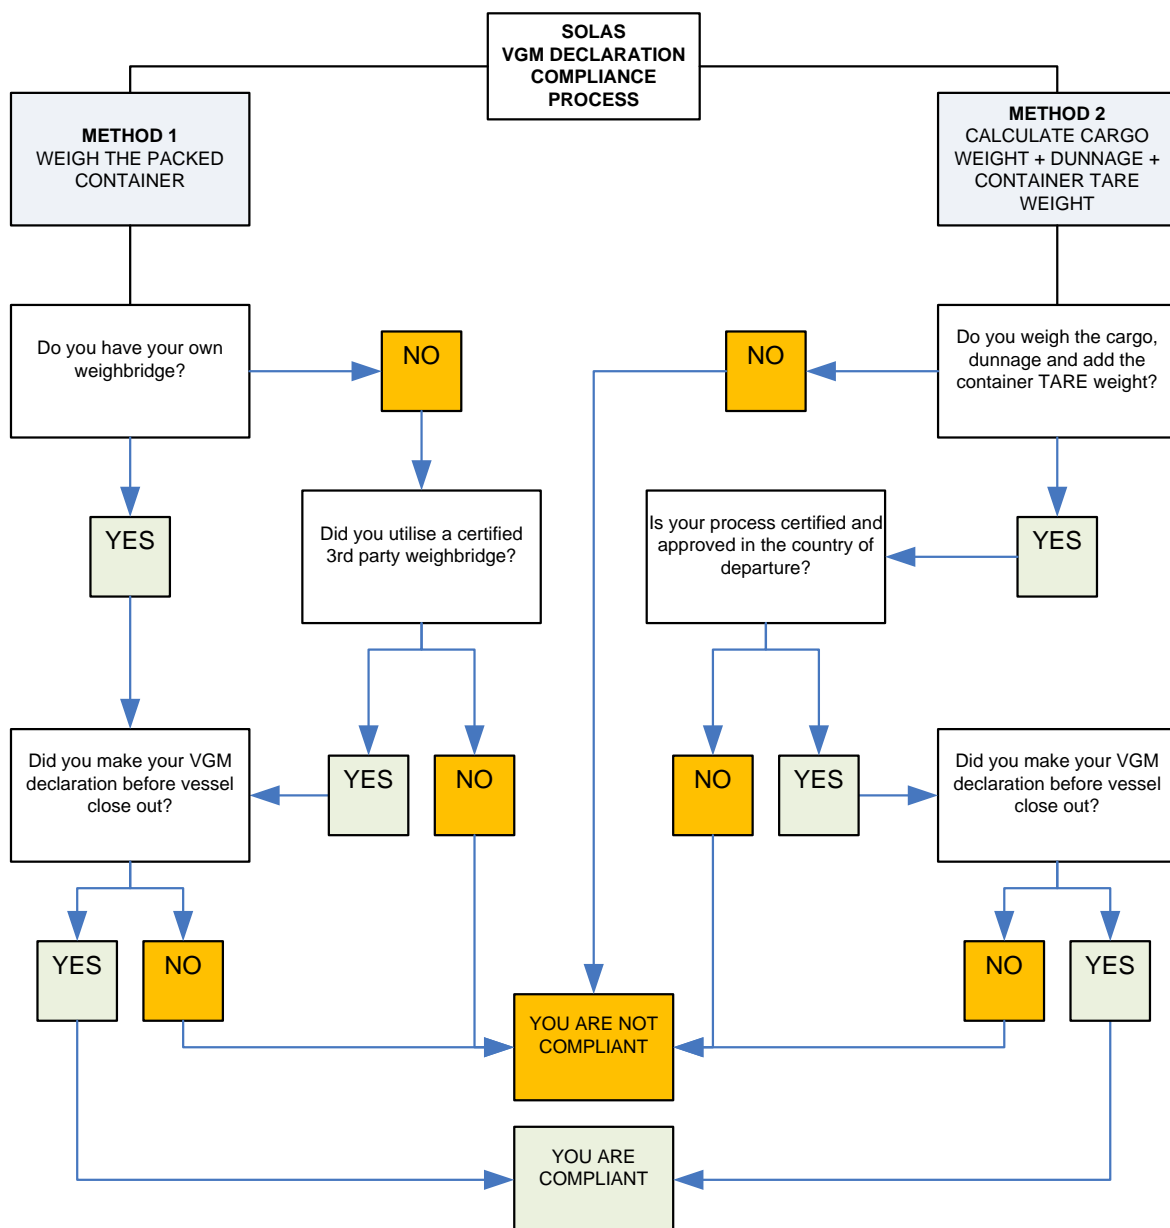 SOLAS
VGM DECLARATION
COMPLIANCE
PROCESS
METHOD 1
WEIGH THE PACKED
CONTAINER
METHOD 2
CALCULATE CARGO
WEIGHT + DUNNAGE +
CONTAINER TARE
WEIGHT
Do you have your own
weighbridge?
NO
NO
Do you weigh the cargo,
dunnage and add the
container TARE weight?
YES
Did you utilise a certified
3rd party weighbridge?
Is your process certified and
approved in the country of
departure?
YES
Did you make your VGM
declaration before vessel
close out?
YES
NO
NO
YES
Did you make your VGM
declaration before vessel
close out?
YES
NO
NO
YES
YOU ARE NOT
COMPLIANT
YOU ARE
COMPLIANT